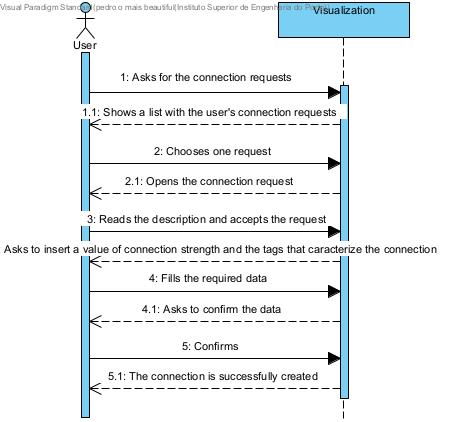 Visual Paradigm Standard(pedro o mais beautiful(Instituto Superior de Engenharia do Porto))
Visualization
User
1: Asks for the connection requests
1.1: Shows a list with the user's connection requests
2: Chooses one request
2.1: Opens the connection request
3: Reads the description and accepts the request
Asks to insert a value of connection strength and the tags that caracterize the connection
4: Fills the required data
4.1: Asks to confirm the data
5: Confirms
5.1: The connection is successfully created